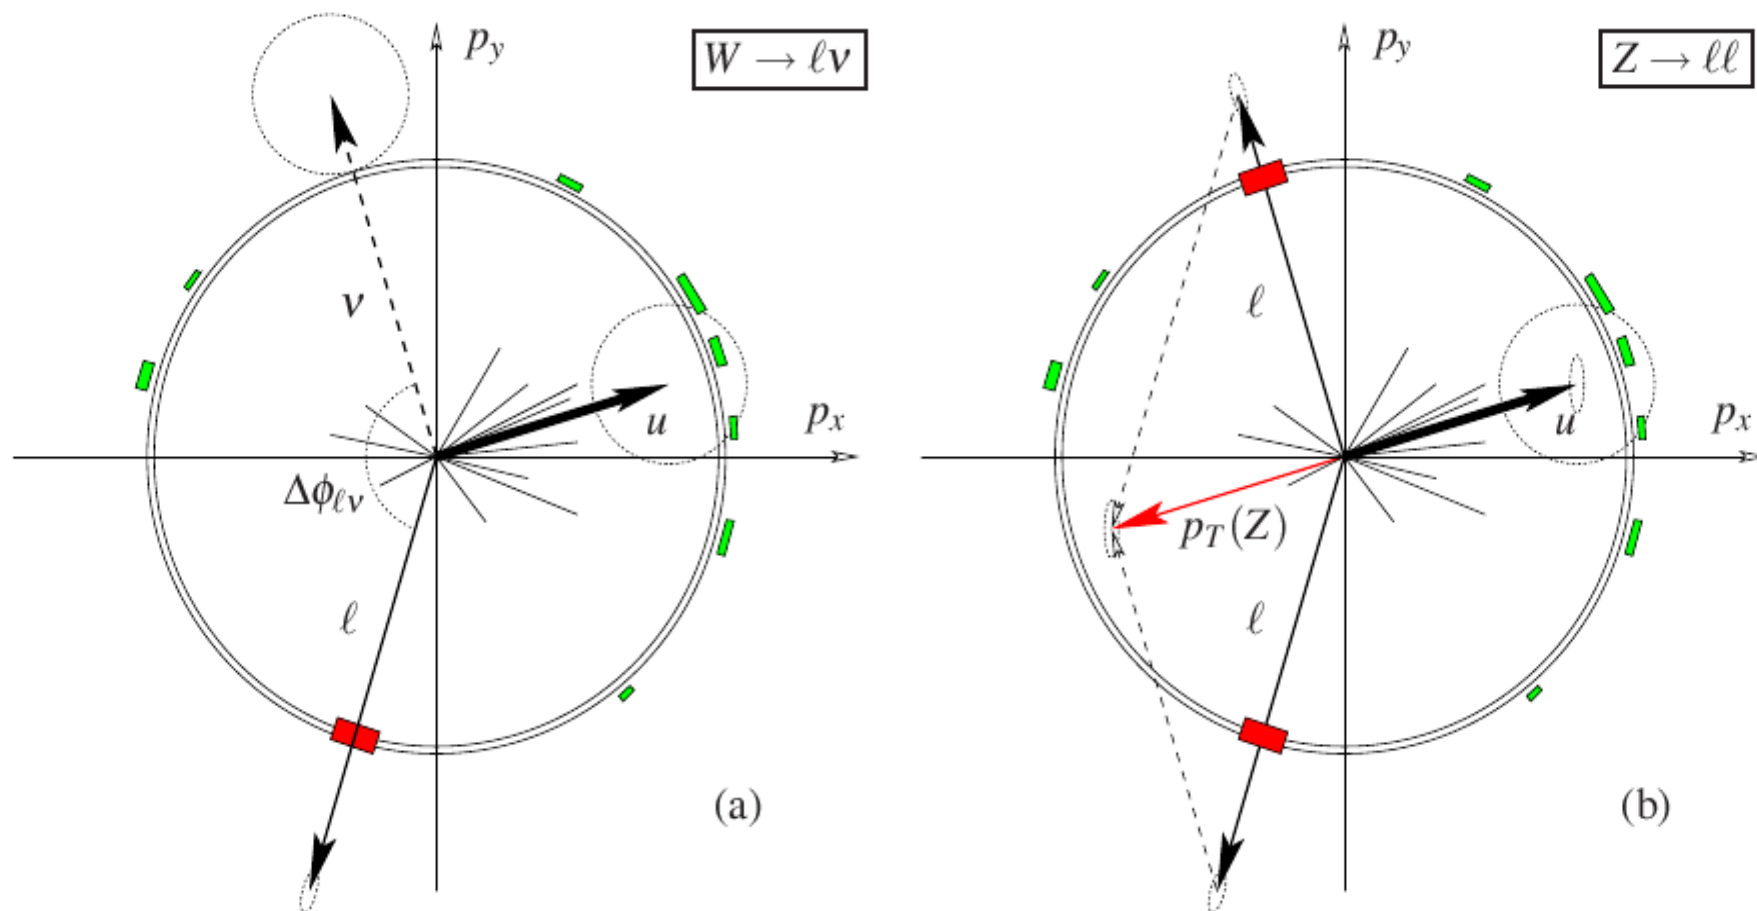 p_y
W → ℓν
ν
u
p_x
Δϕ_ℓν
ℓ
(a)
p_y
Z → ℓℓ
ℓ
u
p_x
p_T(Z)
ℓ
(b)